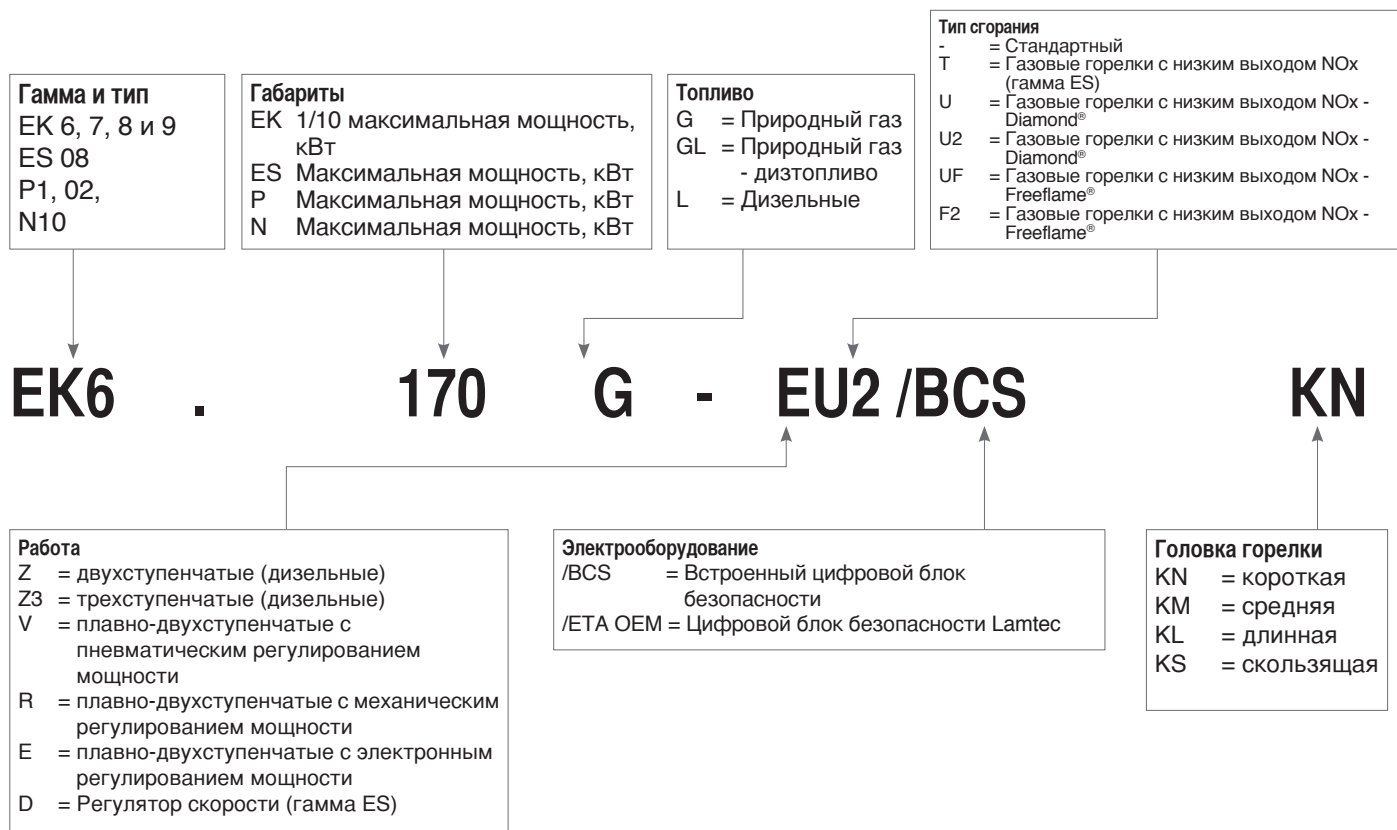 Гамма и тип
EK 6, 7, 8 и 9
ES 08
P1, 02,
N10
Габариты
EK 1/10 максимальная мощность,
кВт
ES Максимальная мощность, кВт
P Максимальная мощность, кВт
N Максимальная мощность, кВт
Топливо
G = Природный газ
GL = Природный газ
- дизтопливо
L = Дизельные
Тип сгорания
- = Стандартный
T = Газовые горелки с низким выходом NOx
(гамма ES)
U = Газовые горелки с низким выходом NOx -
Diamond®
U2 = Газовые горелки с низким выходом NOx -
Diamond®
UF = Газовые горелки с низким выходом NOx -
Freeflame®
F2 = Газовые горелки с низким выходом NOx -
Freeflame®
EK6 . 170 G - EU2 /BCS KN
Работа
Z = двухступенчатые (дизельные)
Z3 = трехступенчатые (дизельные)
V = плавно-двухступенчатые с
пневматическим регулированием
мощности
R = плавно-двухступенчатые с механическим
регулированием мощности
E = плавно-двухступенчатые с электронным
регулированием мощности
D = Регулятор скорости (гамма ES)
Электрооборудование
/BCS = Встроенный цифровой блок
безопасности
/ETA OEM = Цифровой блок безопасности Lamtec
Головка горелки
KN = короткая
KM = средняя
KL = длинная
KS = скользящая